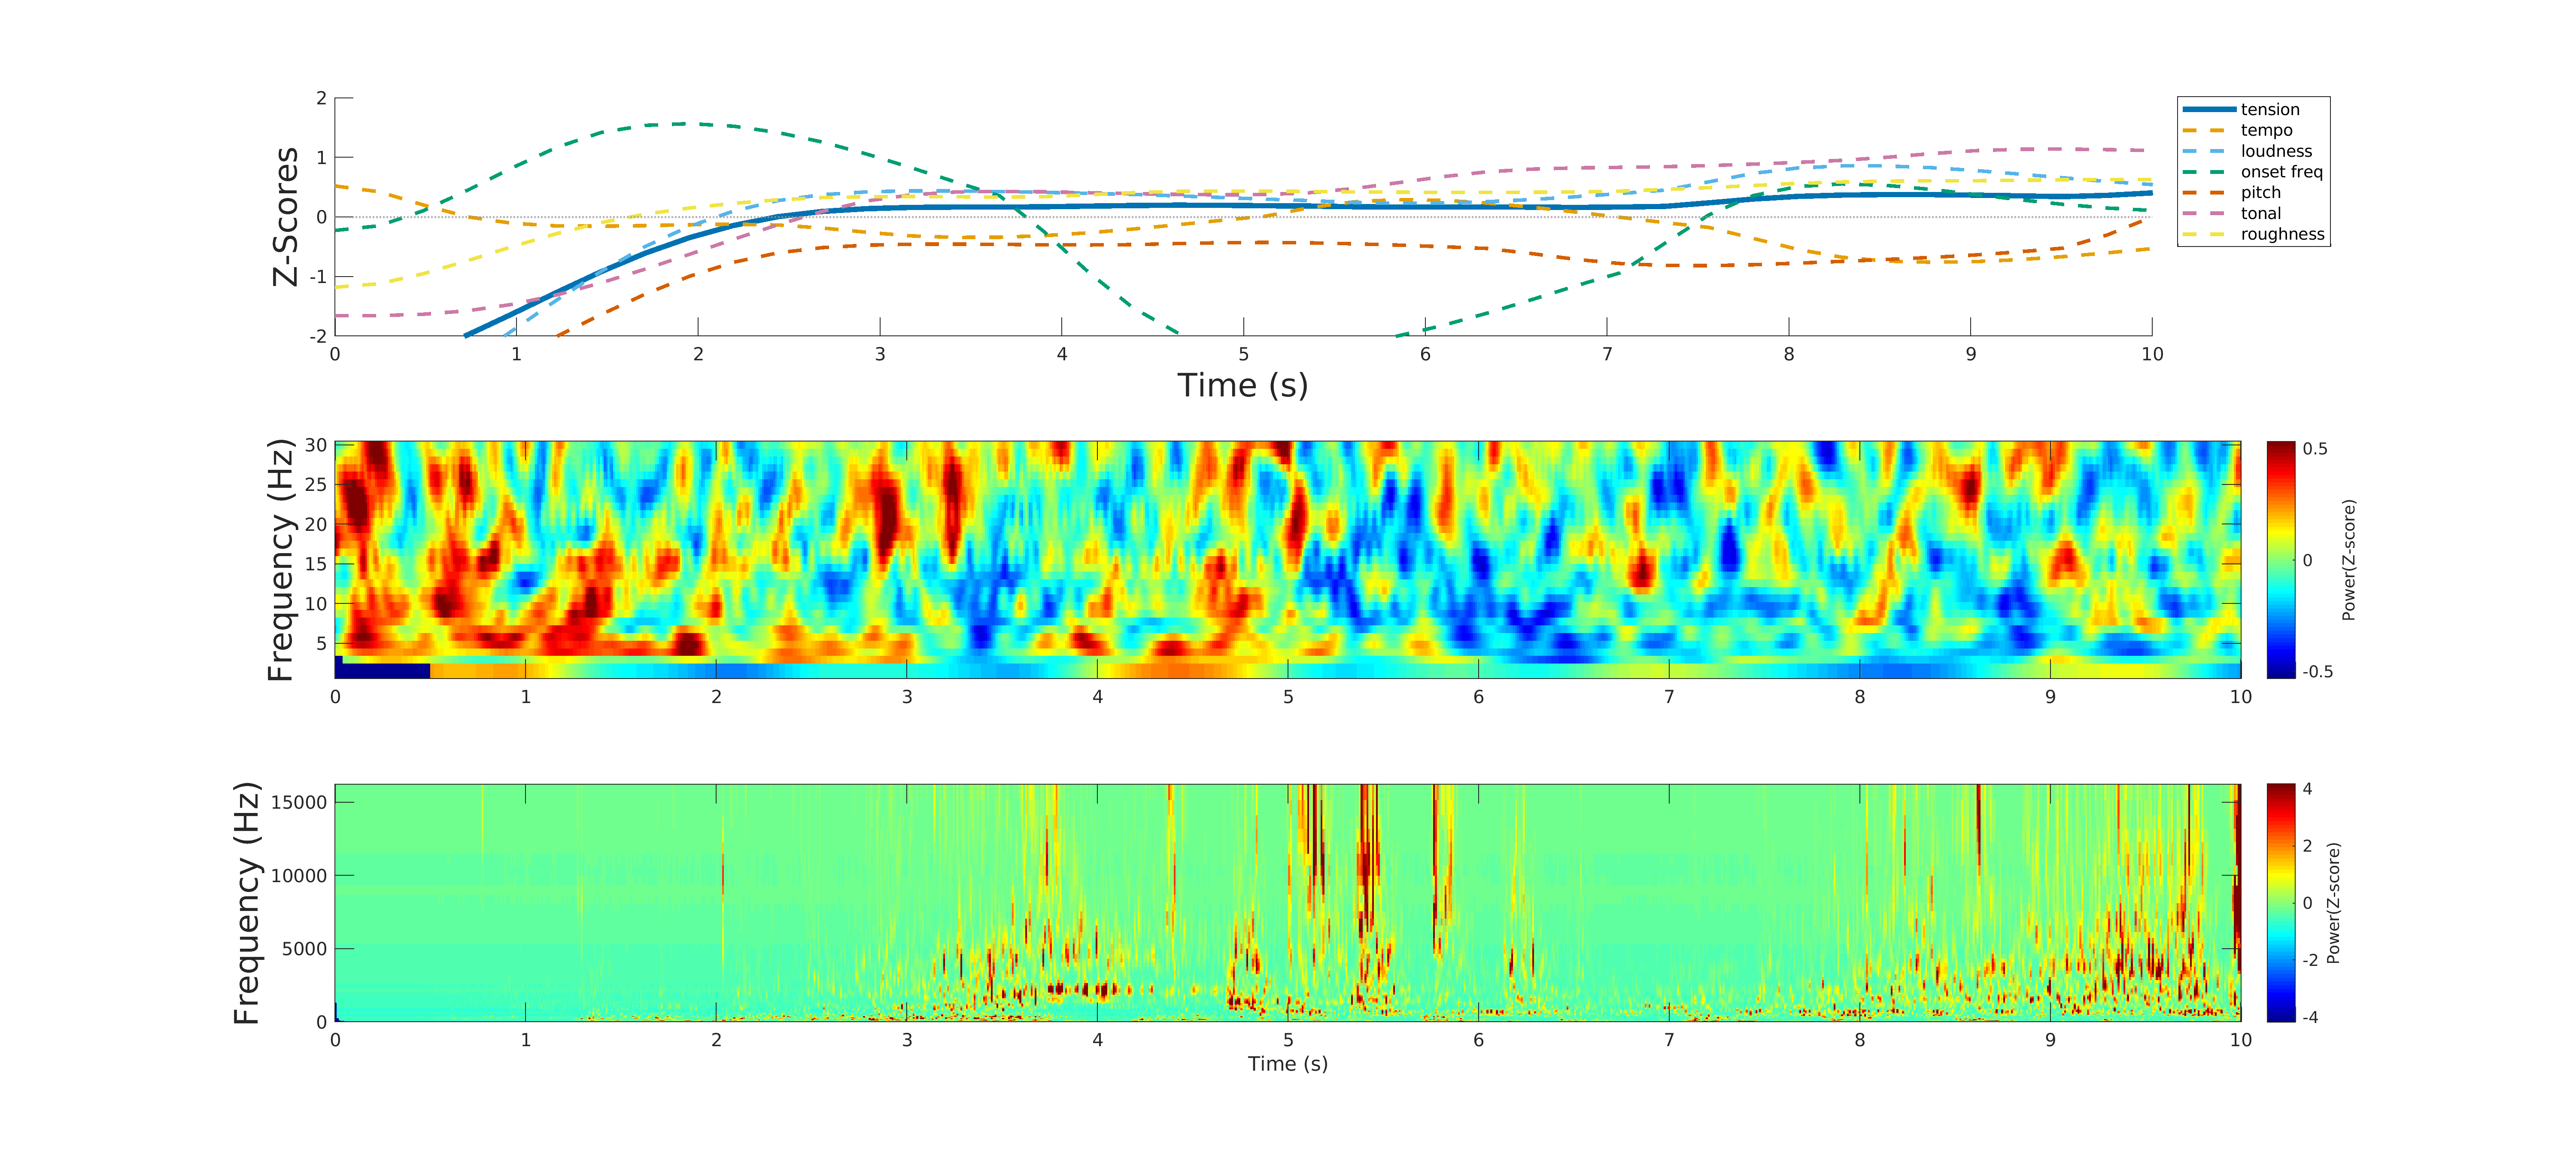 Z-Scores
2
1
0
-1
-2
0 1 2 3 4 5 6 7 8 9 10
Time (s)
tension
tempo
loudness
onset freq
pitch
tonal
roughness
Frequency (Hz)
30
25
20
15
10
5
0 1 2 3 4 5 6 7 8 9 10
0.5
0
-0.5
Power(Z-score)
Frequency (Hz)
15000
10000
5000
0
0 1 2 3 4 5 6 7 8 9 10
Time (s)
4
2
0
-2
-4
Power(Z-score)